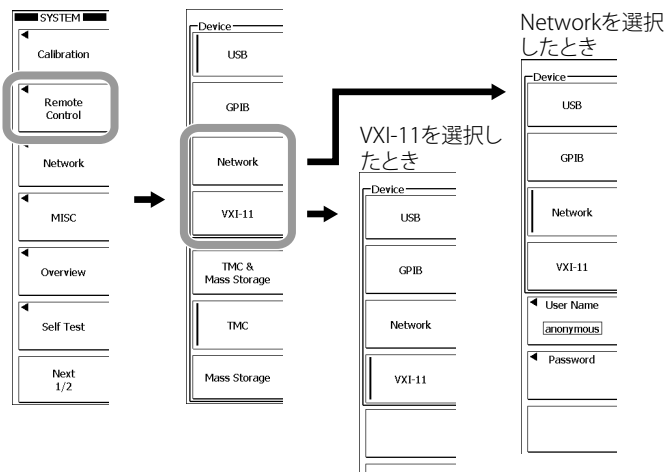 SYSTEM
Calibration
Remote
Control
Network
MISC
Overview
Self Test
Next
1/2
Device
USB
GPIB
Network
VXI-11
TMC &
Mass Storage
TMC
Mass Storage
VXI-11を選択し
たとき
Device
USB
GPIB
Network
VXI-11
Networkを選択
したとき
Device
USB
GPIB
Network
VXI-11
User Name
anonymous
Password